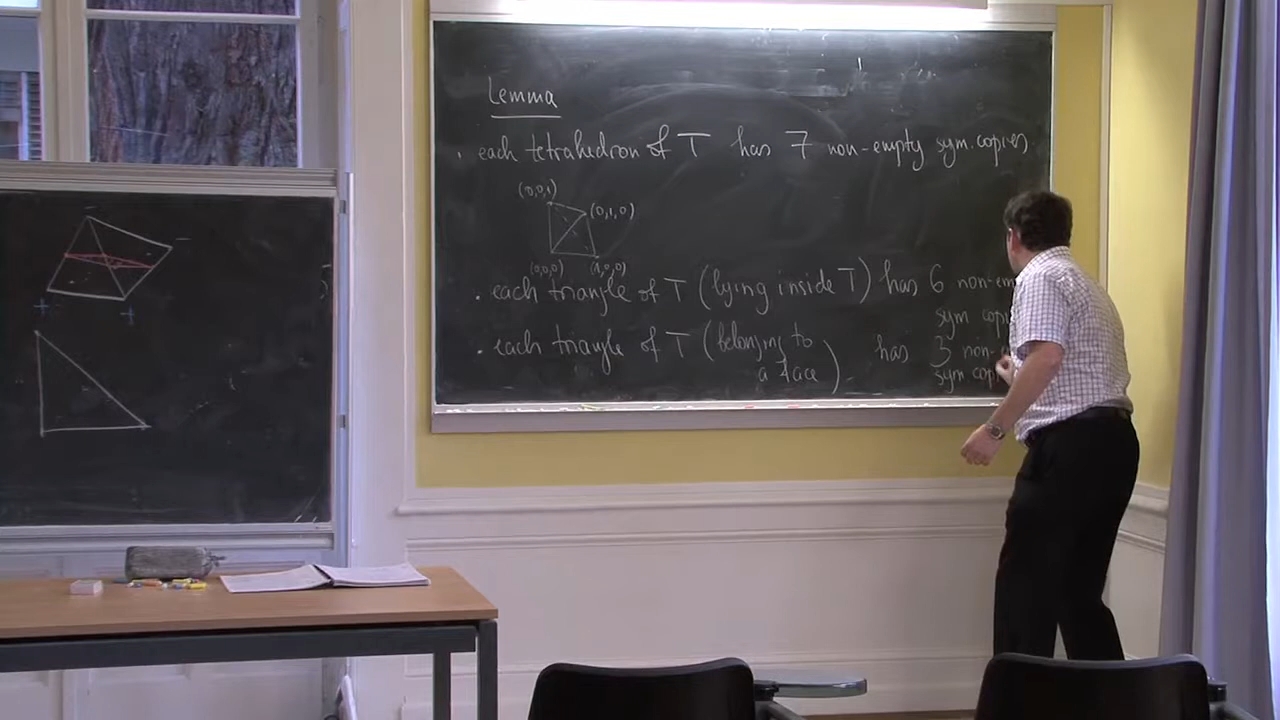 Lemma
. each tetrahedron of T has 7 non-empty sym. copies
(0,0,1)
(0,1,0)
(0,0,0) (1,0,0)
. each triangle of T (lying inside T) has 6 non-em
sym copi
. each triangle of T (belonging to a face) has 3 non-
sym cop
+ +
-